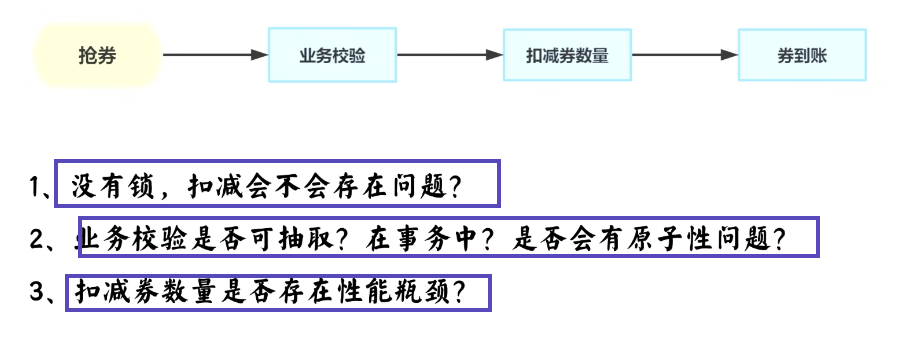 抢券
业务校验
扣减券数量
券到账
1、没有锁，扣减会不会存在问题？
2、业务校验是否可抽取？在事务中？是否会有原子性问题？
3、扣减券数量是否存在性能瓶颈？